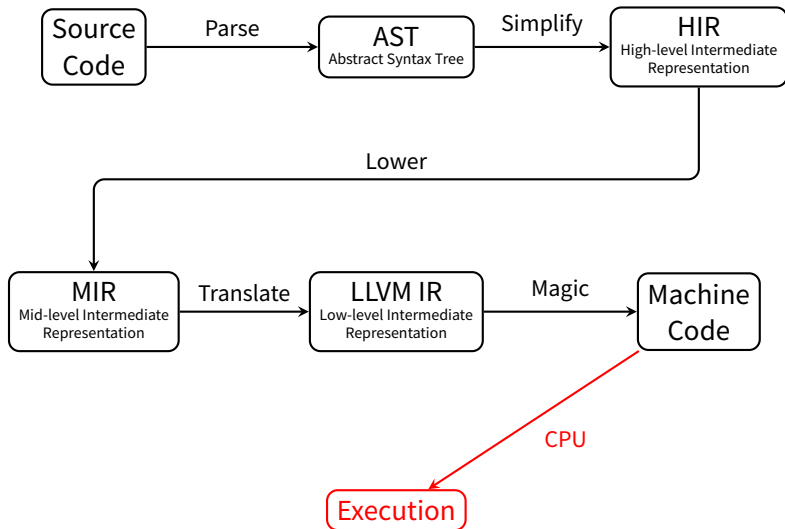 Source
Code
Parse
AST
Abstract Syntax Tree
Simplify
HIR
High-level Intermediate
Representation
Lower
MIR
Mid-level Intermediate
Representation
Translate
LLVM IR
Low-level Intermediate
Representation
Magic
Machine
Code
CPU
Execution